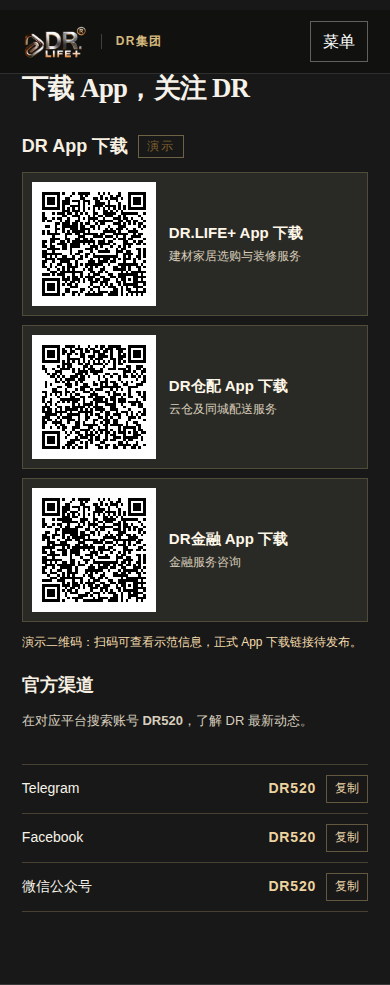 DR.®
LIFE+
DR集团
菜单
下载 App，关注 DR
DR App 下载
演示
DR.LIFE+ App 下载
建材家居选购与装修服务
DR仓配 App 下载
云仓及同城配送服务
DR金融 App 下载
金融服务咨询
演示二维码：扫码可查看示范信息，正式 App 下载链接待发布。
官方渠道
在对应平台搜索账号 DR520，了解 DR 最新动态。
Telegram
DR520
复制
Facebook
DR520
复制
微信公众号
DR520
复制